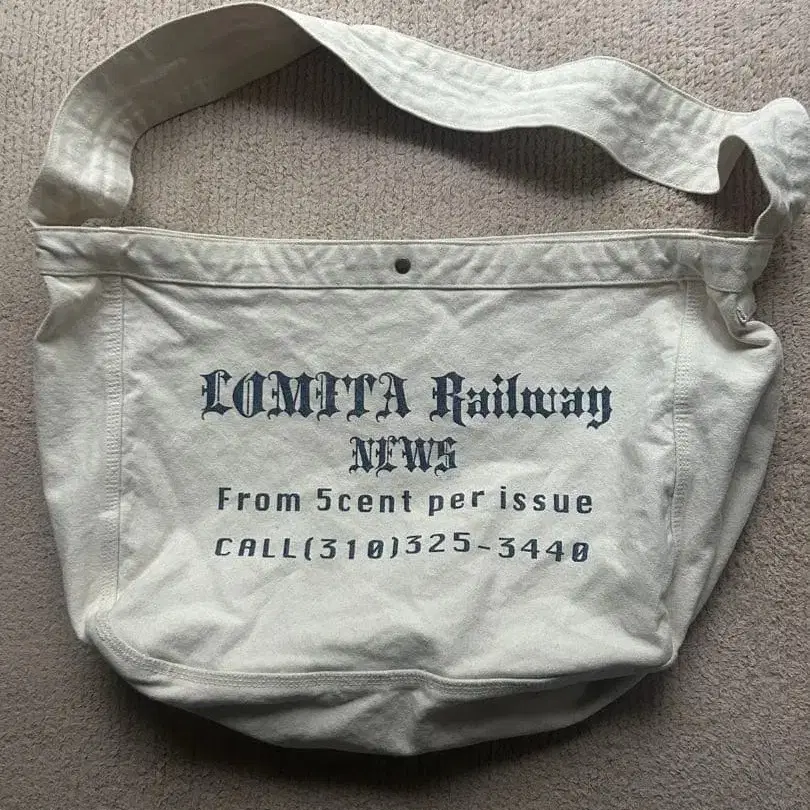 LOMITA Railway
NEWS
From 5cent per issue
CALL(310)325-3440